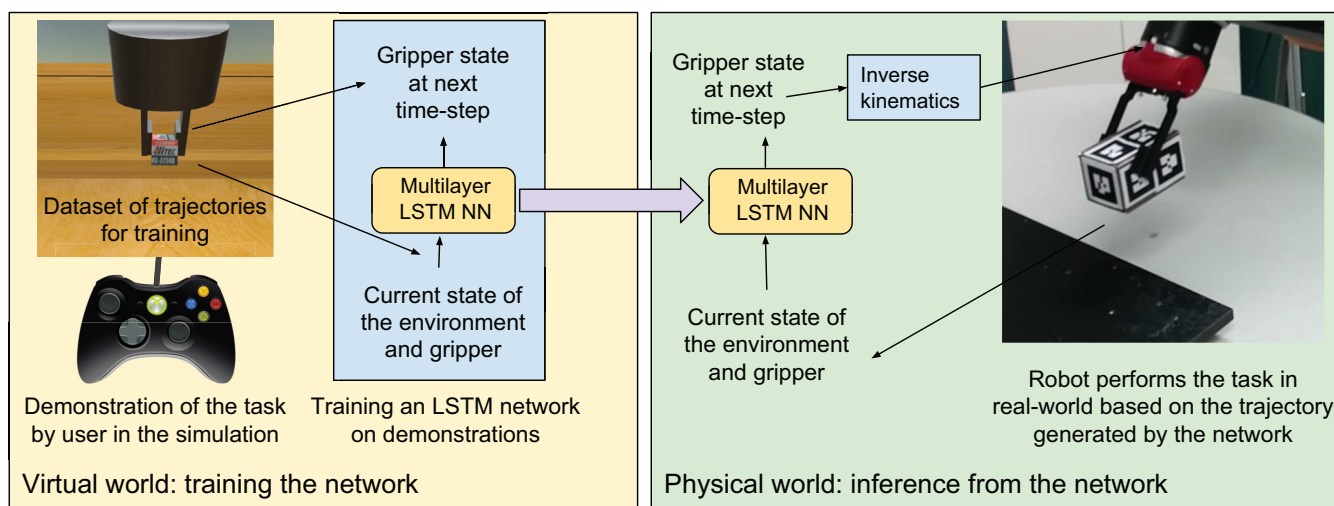 Dataset of trajectories
for training
Demonstration of the task
by user in the simulation
Gripper state
at next
time-step
Multilayer
LSTM NN
Current state of
the environment
and gripper
Training an LSTM network
on demonstrations
Virtual world: training the network
Gripper state
at next
time-step
Inverse
kinematics
Multilayer
LSTM NN
Current state of
the environment
and gripper
Robot performs the task in
real-world based on the trajectory
generated by the network
Physical world: inference from the network